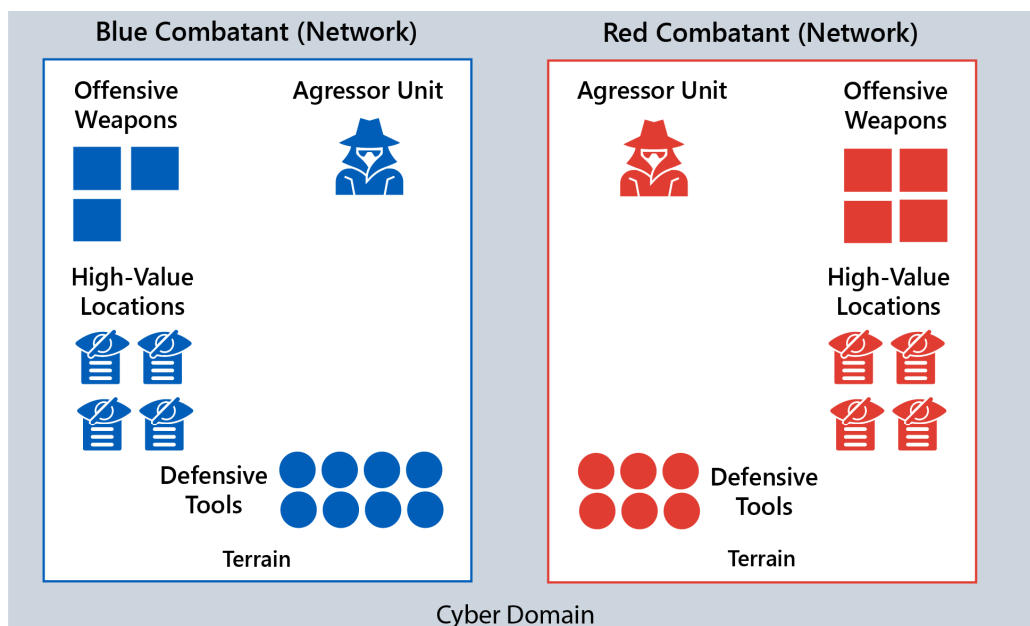 Blue Combatant (Network)
Red Combatant (Network)
Offensive
Weapons
Agressor Unit
High-Value
Locations
Defensive
Tools
Terrain
Agressor Unit
Offensive
Weapons
High-Value
Locations
Defensive
Tools
Terrain
Cyber Domain